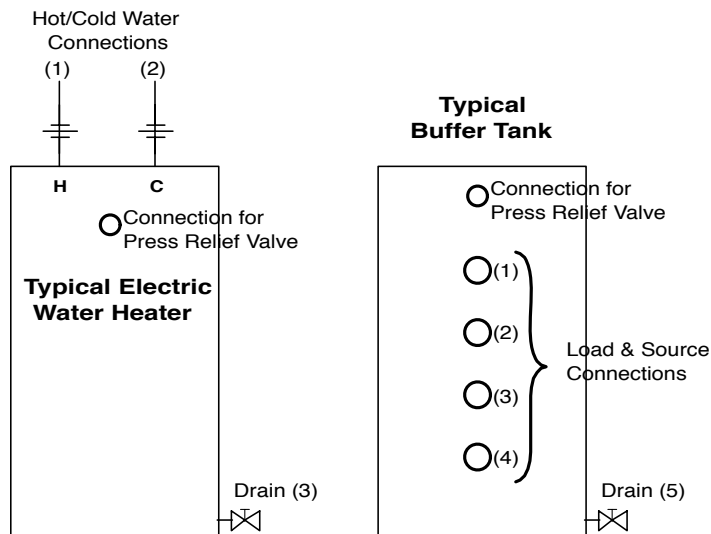 Hot/Cold Water
Connections
(1) (2)
H C
Connection for
Press Relief Valve
Typical Electric
Water Heater
Drain (3)
Typical
Buffer Tank
Connection for
Press Relief Valve
(1)
(2)
(3)
(4)
Load & Source
Connections
Drain (5)